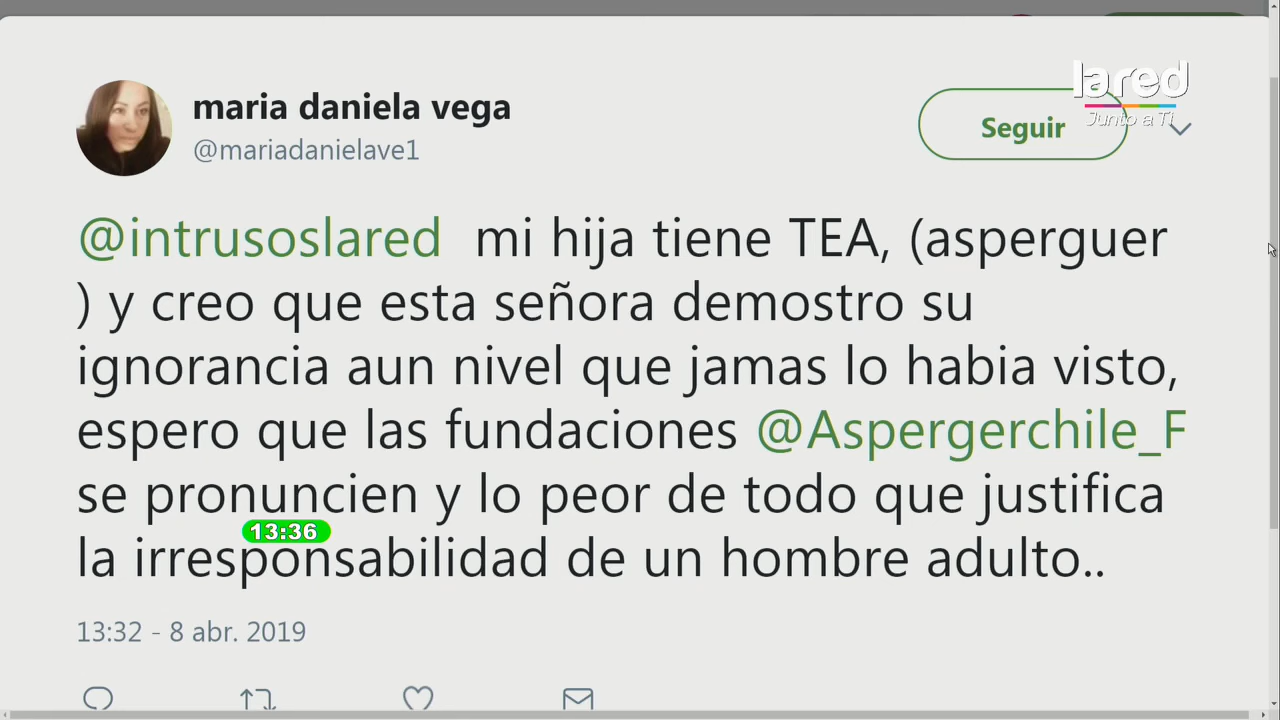 lared
Junto a Ti
maria daniela vega
@mariadanielave1
Seguir
@intrusoslared mi hija tiene TEA, (asperguer
) y creo que esta señora demostro su
ignorancia aun nivel que jamas lo habia visto,
espero que las fundaciones @Aspergerchile_F
se pronuncien y lo peor de todo que justifica
13:36
la irresponsabilidad de un hombre adulto..
13:32 - 8 abr. 2019